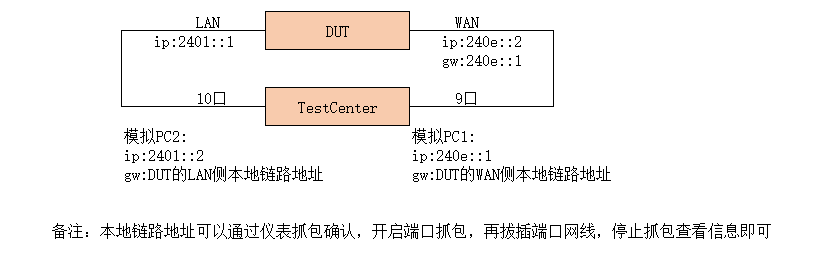 LAN
DUT
WAN
ip:2401::1
ip:240e::2
gw:240e::1
10口
TestCenter
9口
模拟PC2:
ip:2401::2
gw:DUT的LAN侧本地链路地址
模拟PC1:
ip:240e::1
gw:DUT的WAN侧本地链路地址
备注：本地链路地址可以通过仪表抓包确认，开启端口抓包，再拔插端口网线，停止抓包查看信息即可